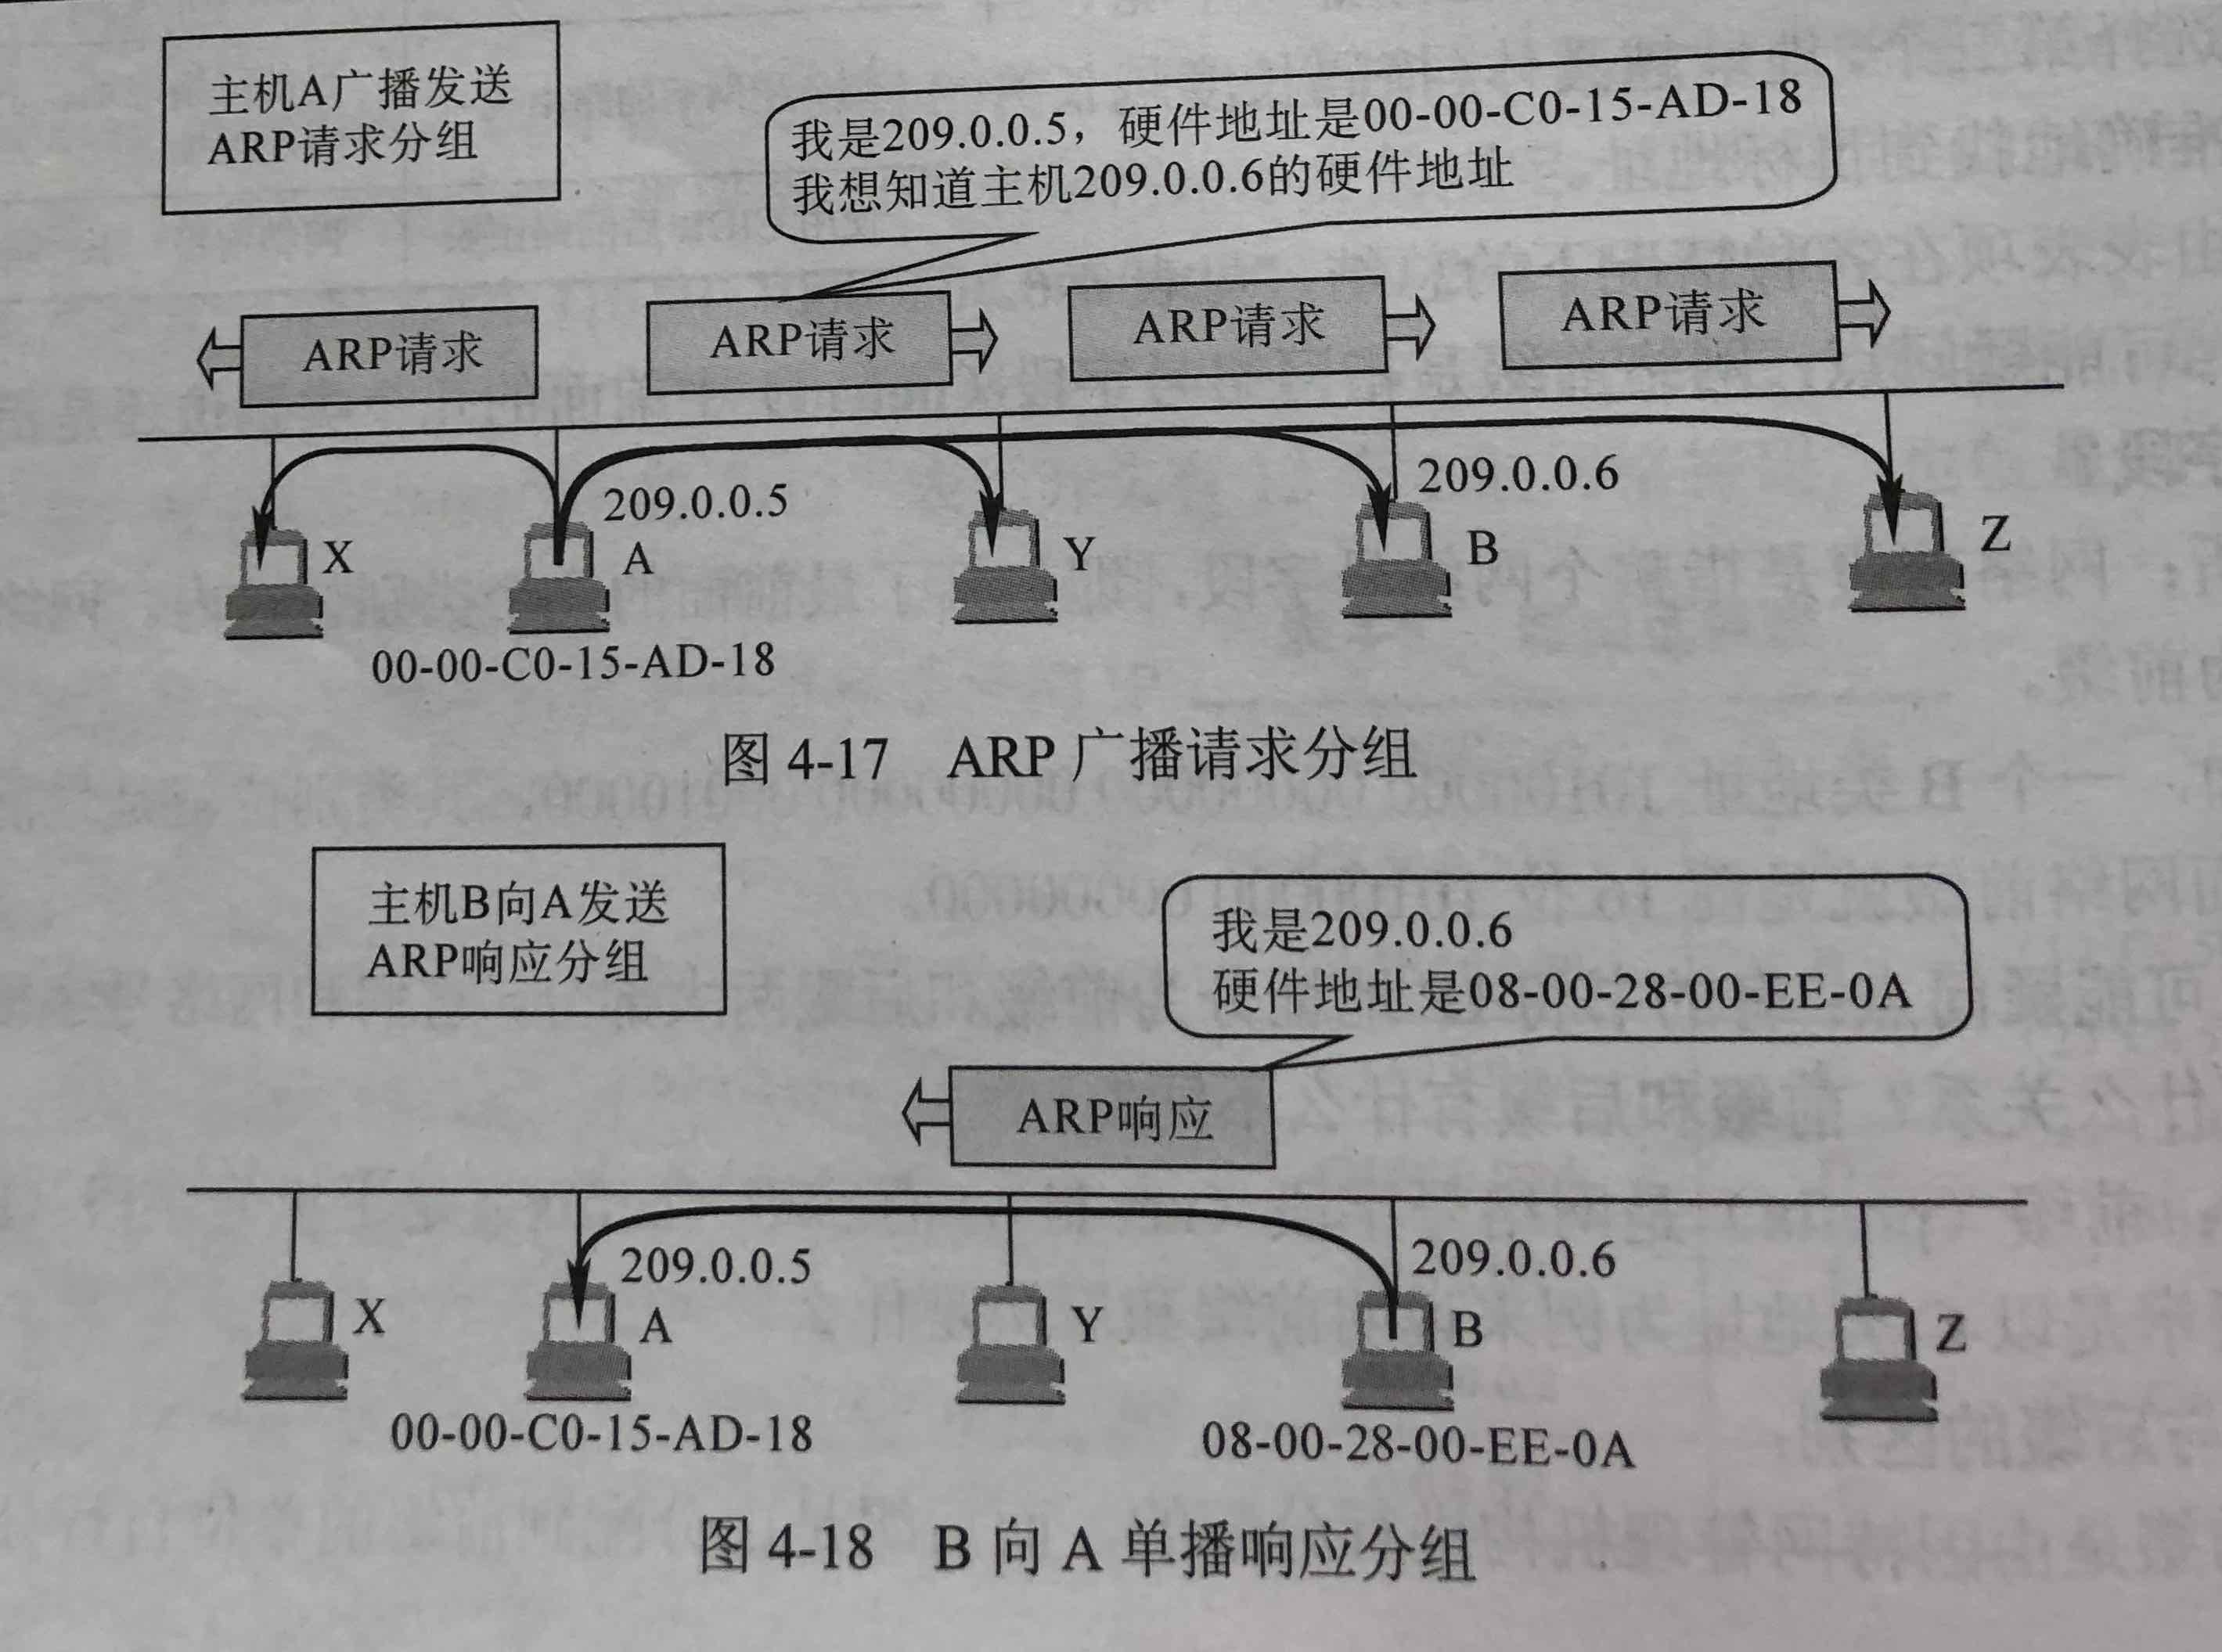 主机A广播发送
ARP请求分组
我是209.0.0.5，硬件地址是00-00-C0-15-AD-18
我想知道主机209.0.0.6的硬件地址
ARP请求
ARP请求
ARP请求
ARP请求
209.0.0.5
209.0.0.6
X
A
Y
B
Z
00-00-C0-15-AD-18
图 4-17 ARP 广播请求分组
主机B向A发送
ARP响应分组
我是209.0.0.6
硬件地址是08-00-28-00-EE-0A
ARP响应
209.0.0.5
209.0.0.6
X
A
Y
B
Z
00-00-C0-15-AD-18
08-00-28-00-EE-0A
图 4-18 B 向 A 单播响应分组